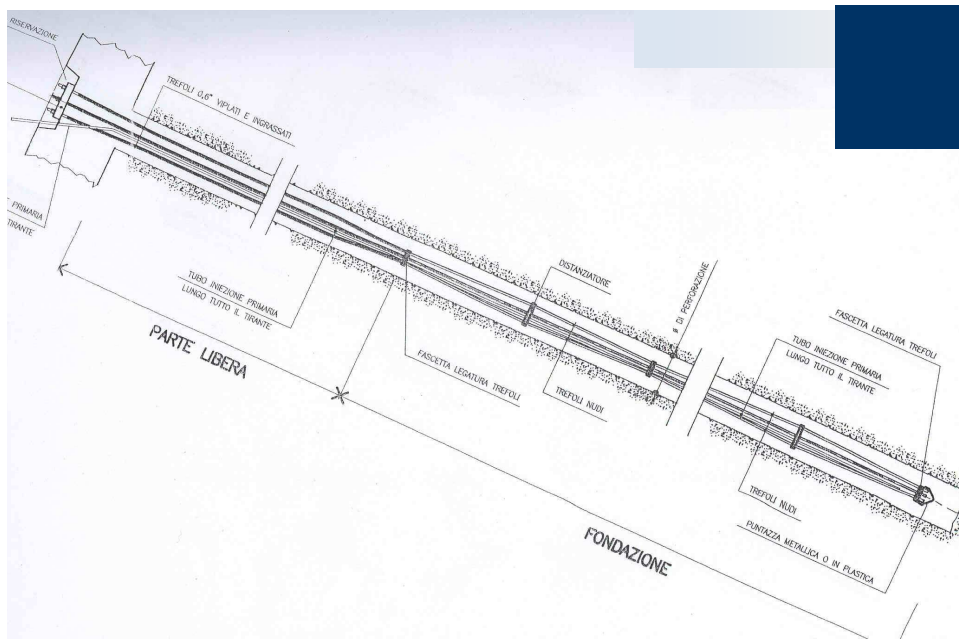 RISERVAZIONE
TREFOLI 0,6" VIPLATI E INGRASSATI
PRIMARIA
TIRANTE
TUBO INIEZIONE PRIMARIA
LUNGO TUTTO IL TIRANTE
PARTE LIBERA
FASCETTA LEGATURA TREFOLI
DISTANZIATORE
TREFOLI NUDI
DI PERFORAZIONE
FASCETTA LEGATURA TREFOLI
TUBO INIEZIONE PRIMARIA
LUNGO TUTTO IL TIRANTE
TREFOLI NUDI
PUNTAZZA METALLICA O IN PLASTICA
FONDAZIONE